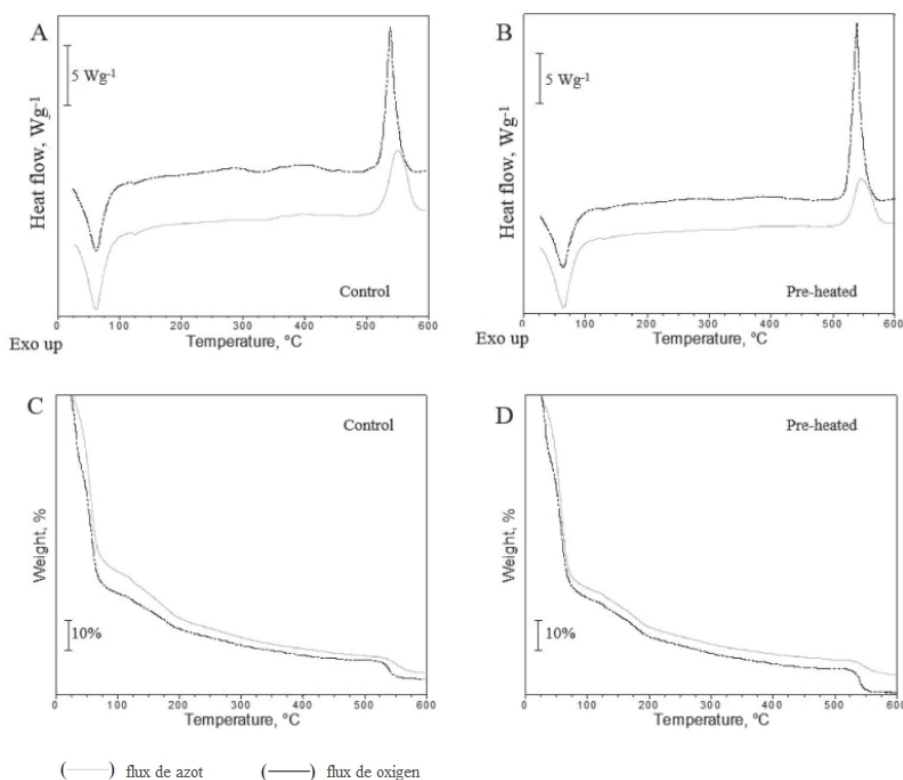 A
5 Wg⁻¹
Heat flow, Wg⁻¹
Control
0 100 200 300 400 500 600
Exo up
Temperature, °C
B
5 Wg⁻¹
Heat flow, Wg⁻¹
Pre-heated
0 100 200 300 400 500 600
Exo up
Temperature, °C
C
Control
Weight, %
10%
0 100 200 300 400 500 600
Temperature, °C
D
Pre-heated
Weight, %
10%
0 100 200 300 400 500 600
Temperature, °C
( ) flux de azot ( ) flux de oxigen